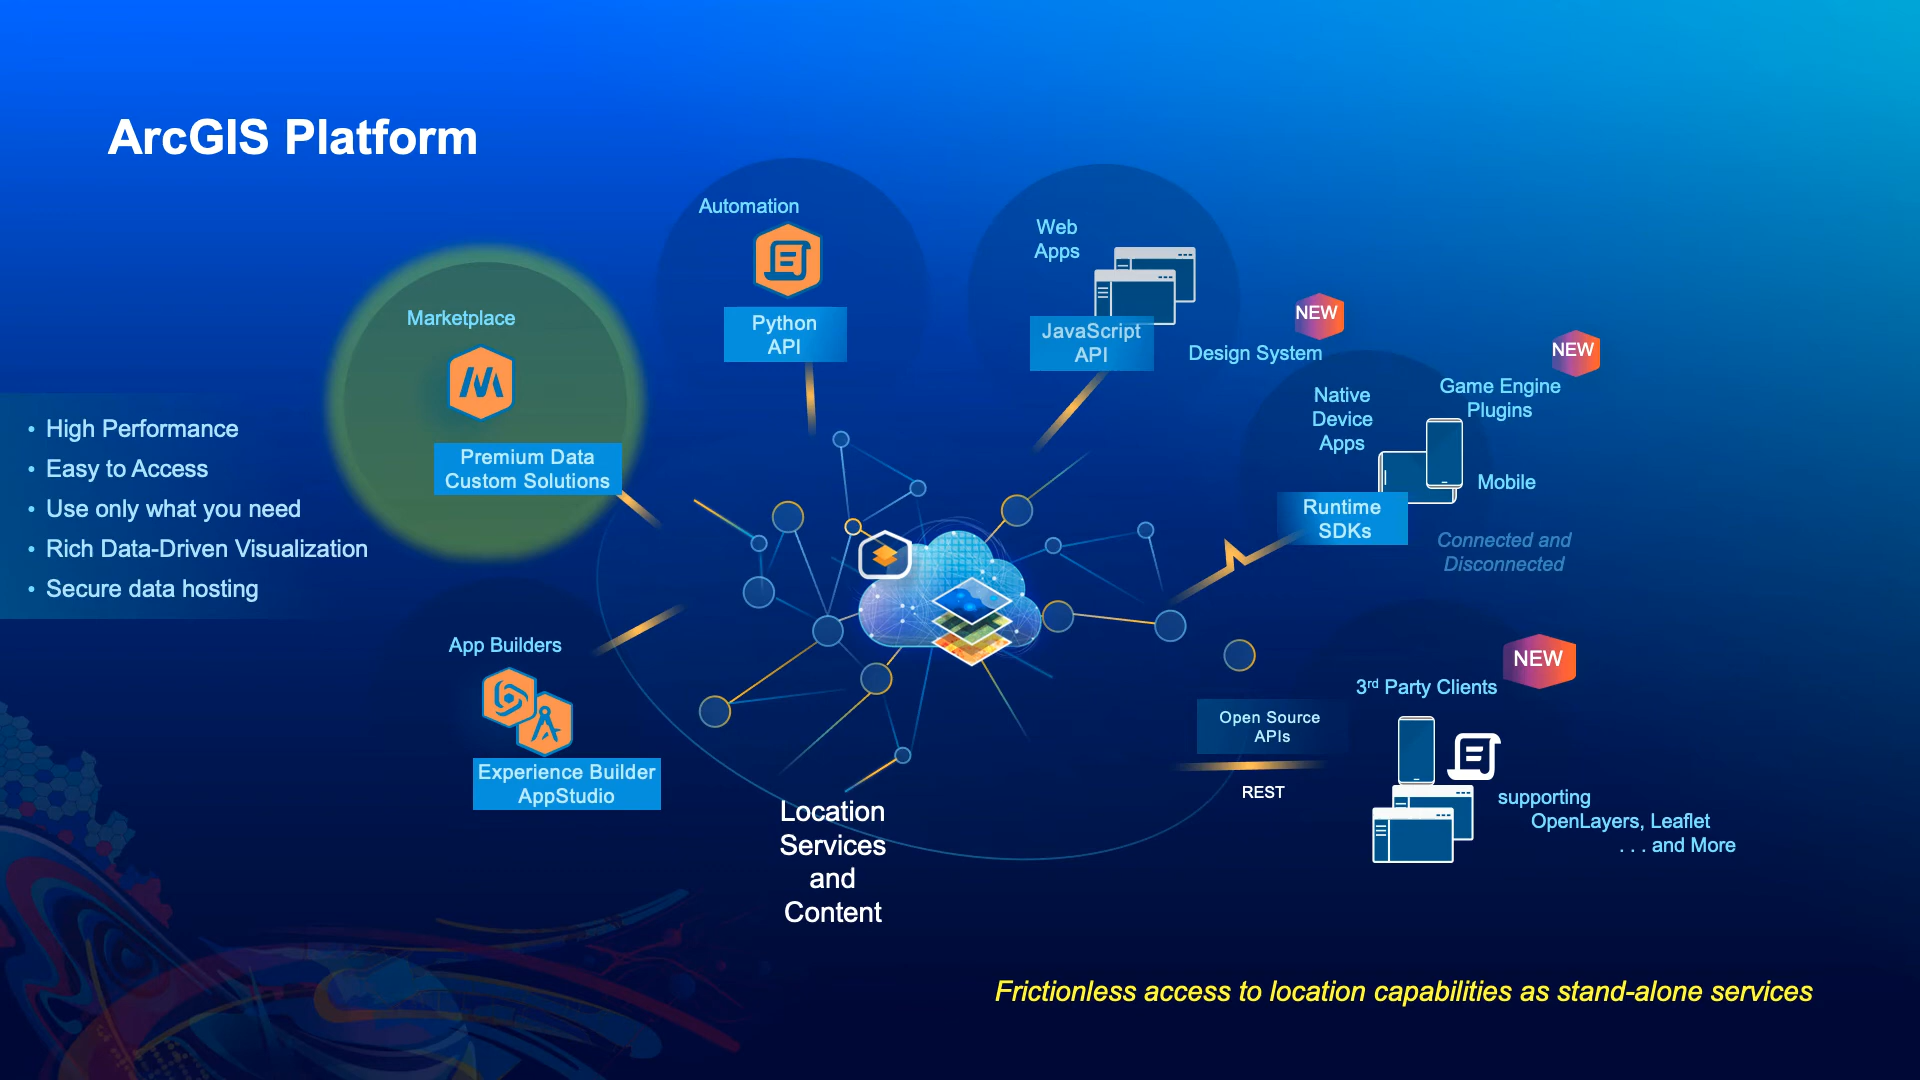 ArcGIS Platform
Automation
Python
API
Web
Apps
JavaScript
API
NEW
Design System
Marketplace
Premium Data
Custom Solutions
• High Performance
• Easy to Access
• Use only what you need
• Rich Data-Driven Visualization
• Secure data hosting
NEW
Game Engine
Plugins
Native
Device
Apps
Mobile
Runtime
SDKs
Connected and
Disconnected
App Builders
Experience Builder
AppStudio
NEW
3rd Party Clients
Open Source
APIs
REST
supporting
OpenLayers, Leaflet
. . . and More
Location
Services
and
Content
Frictionless access to location capabilities as stand-alone services